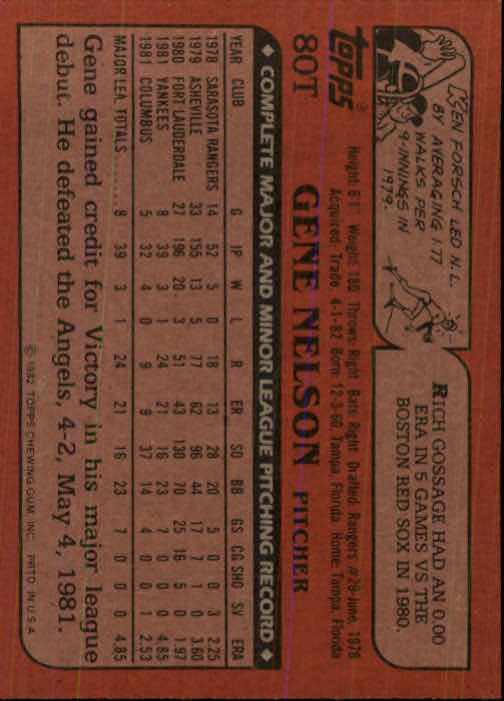 KEN FORSCH LED N.L.
BY AVERAGING 1.77
WALKS PER
9-INNINGS IN
1979.
RICH GOSSAGE HAD AN 0.00
ERA IN 5 GAMES VS THE
BOSTON RED SOX IN 1980.
TOPPS®
80T
GENE NELSON PITCHER
Height: 6'1" Weight: 180 Throws: Right Bats: Right Drafted: Rangers #29-June, 1978
Acquired: Trade, 4-1-82 Born: 12-3-60, Tampa, Florida Home: Tampa, Florida
◆ COMPLETE MAJOR AND MINOR LEAGUE PITCHING RECORD ◆
YEAR CLUB G IP W L R ER SO BB GS CG SHO SV ERA
1978 SARASOTA RANGERS 14 52 5 0 18 13 28 20 5 0 0 3 2.25
1979 ASHEVILLE 33 155 13 5 77 62 96 44 17 7 1 0 3.60
1980 FORT LAUDERDALE 27 196 20 3 51 43 130 70 25 16 5 0 1.97
1981 YANKEES 8 39 3 1 24 21 16 23 7 0 0 0 4.85
1981 COLUMBUS 5 32 4 0 9 9 37 14 4 0 0 1 2.53
MAJOR LEA. TOTALS 8 39 3 1 24 21 16 23 7 0 0 0 4.85
Gene gained credit for Victory in his major league
debut. He defeated the Angels, 4-2, May 4, 1981.
© 1982 TOPPS CHEWING GUM, INC. PRTD. IN U.S.A.